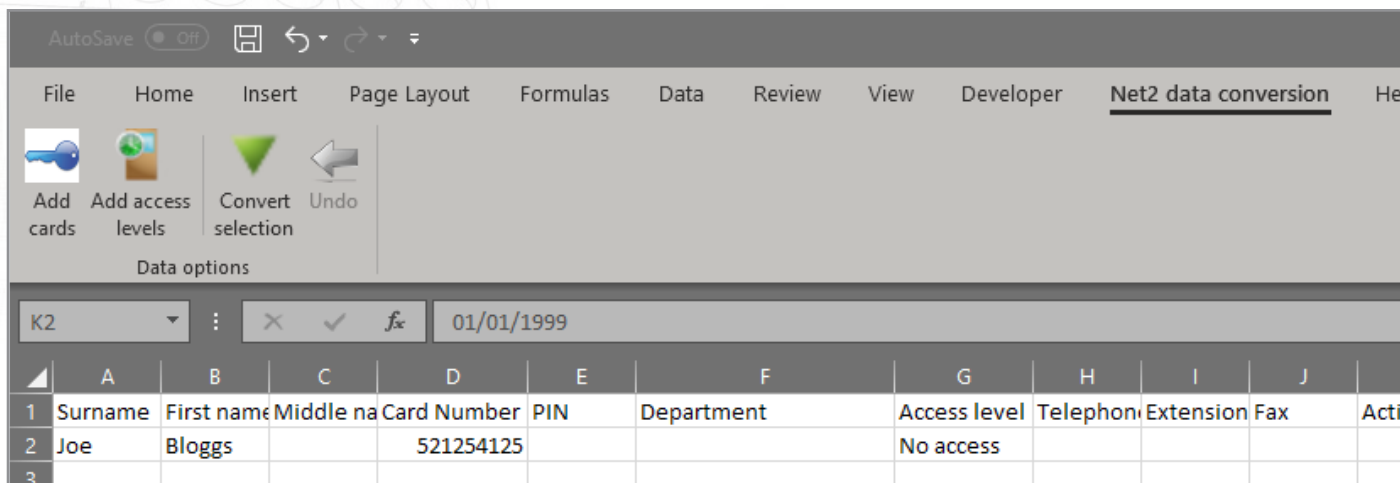 AutoSave Off
File Home Insert Page Layout Formulas Data Review View Developer Net2 data conversion He
Add cards
Add access levels
Convert selection
Undo
Data options
K2 fx 01/01/1999
A B C D E F G H I J
1 Surname First name Middle na Card Number PIN Department Access level Telephon Extension Fax Acti
2 Joe Bloggs 521254125 No access
3